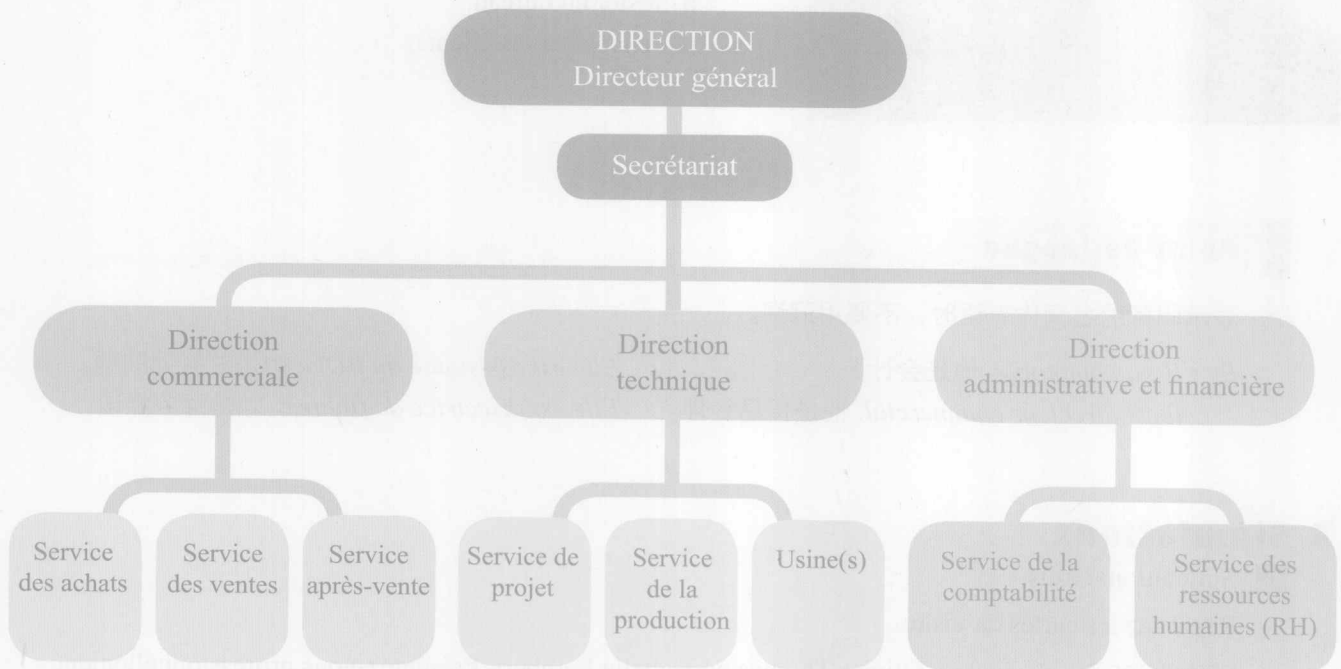 DIRECTION
Directeur général
Secrétariat
Direction
commerciale
Direction
technique
Direction
administrative et financière
Service
des achats
Service
des ventes
Service
après-vente
Service de
projet
Service
de la
production
Usine(s)
Service de la
comptabilité
Service des
ressources
humaines (RH)